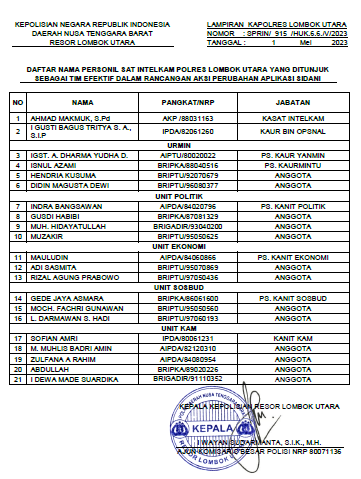 KEPOLISIAN NEGARA REPUBLIK INDONESIA
DAERAH NUSA TENGGARA BARAT
RESOR LOMBOK UTARA
LAMPIRAN KAPOLRES LOMBOK UTARA
NOMOR : SPRIN/ 915 /HUK.6.6./V/2023
TANGGAL : 1 Mei 2023
DAFTAR NAMA PERSONIL SAT INTELKAM POLRES LOMBOK UTARA YANG DITUNJUK
SEBAGAI TIM EFEKTIF DALAM RANCANGAN AKSI PERUBAHAN APLIKASI SIDANI
NO NAMA PANGKAT/NRP JABATAN
1 AHMAD MAKMUK, S.Pd AKP /88031163 KASAT INTELKAM
2 I GUSTI BAGUS TRITYA S. A., S.I.P IPDA/82061260 KAUR BIN OPSNAL
URMIN
3 IGST. A. DHARMA YUDHA D. AIPTU/80020022 PS. KAUR YANMIN
4 ISNUL AZAMI BRIPKA/88040516 PS. KAURMINTU
5 HENDRIA KUSUMA BRIPTU/92070679 ANGGOTA
6 DIDIN MAGUSTA DEWI BRIPTU/96080377 ANGGOTA
UNIT POLITIK
7 INDRA BANGSAWAN AIPDA/84020796 PS. KANIT POLITIK
8 GUSDI HABIBI BRIPKA/87081329 ANGGOTA
9 MUH. HIDAYATULLAH BRIGADIR/93040200 ANGGOTA
10 MUZAKIR BRIPTU/95050625 ANGGOTA
UNIT EKONOMI
11 MAULUDIN AIPDA/84060866 PS. KANIT EKONOMI
12 ADI SASMITA BRIPTU/95070869 ANGGOTA
13 RIZAL AGUNG PRABOWO BRIPTU/97050436 ANGGOTA
UNIT SOSBUD
14 GEDE JAYA ASMARA BRIPKA/86061600 PS. KANIT SOSBUD
15 MOCH. FACHRI GUNAWAN BRIPTU/95050560 ANGGOTA
16 L. DARMAWAN S. HADI BRIPTU/97060193 ANGGOTA
UNIT KAM
17 SOFIAN AMRI IPDA/80061231 KANIT KAM
18 M. MUHLIS BADRI AMIN AIPDA/82120310 ANGGOTA
19 ZULFANA A RAHIM AIPDA/84080954 ANGGOTA
20 ABDULLAH BRIPKA/89020226 ANGGOTA
21 I DEWA MADE SUARDIKA BRIGADIR/91110352 ANGGOTA
KEPALA KEPOLISIAN RESOR LOMBOK UTARA
KEPALA
RESOR LOMBOK UTARA
I WAYAN SUDARMANTA, S.I.K., M.H.
AJUN KOMISARIS BESAR POLISI NRP 80071136